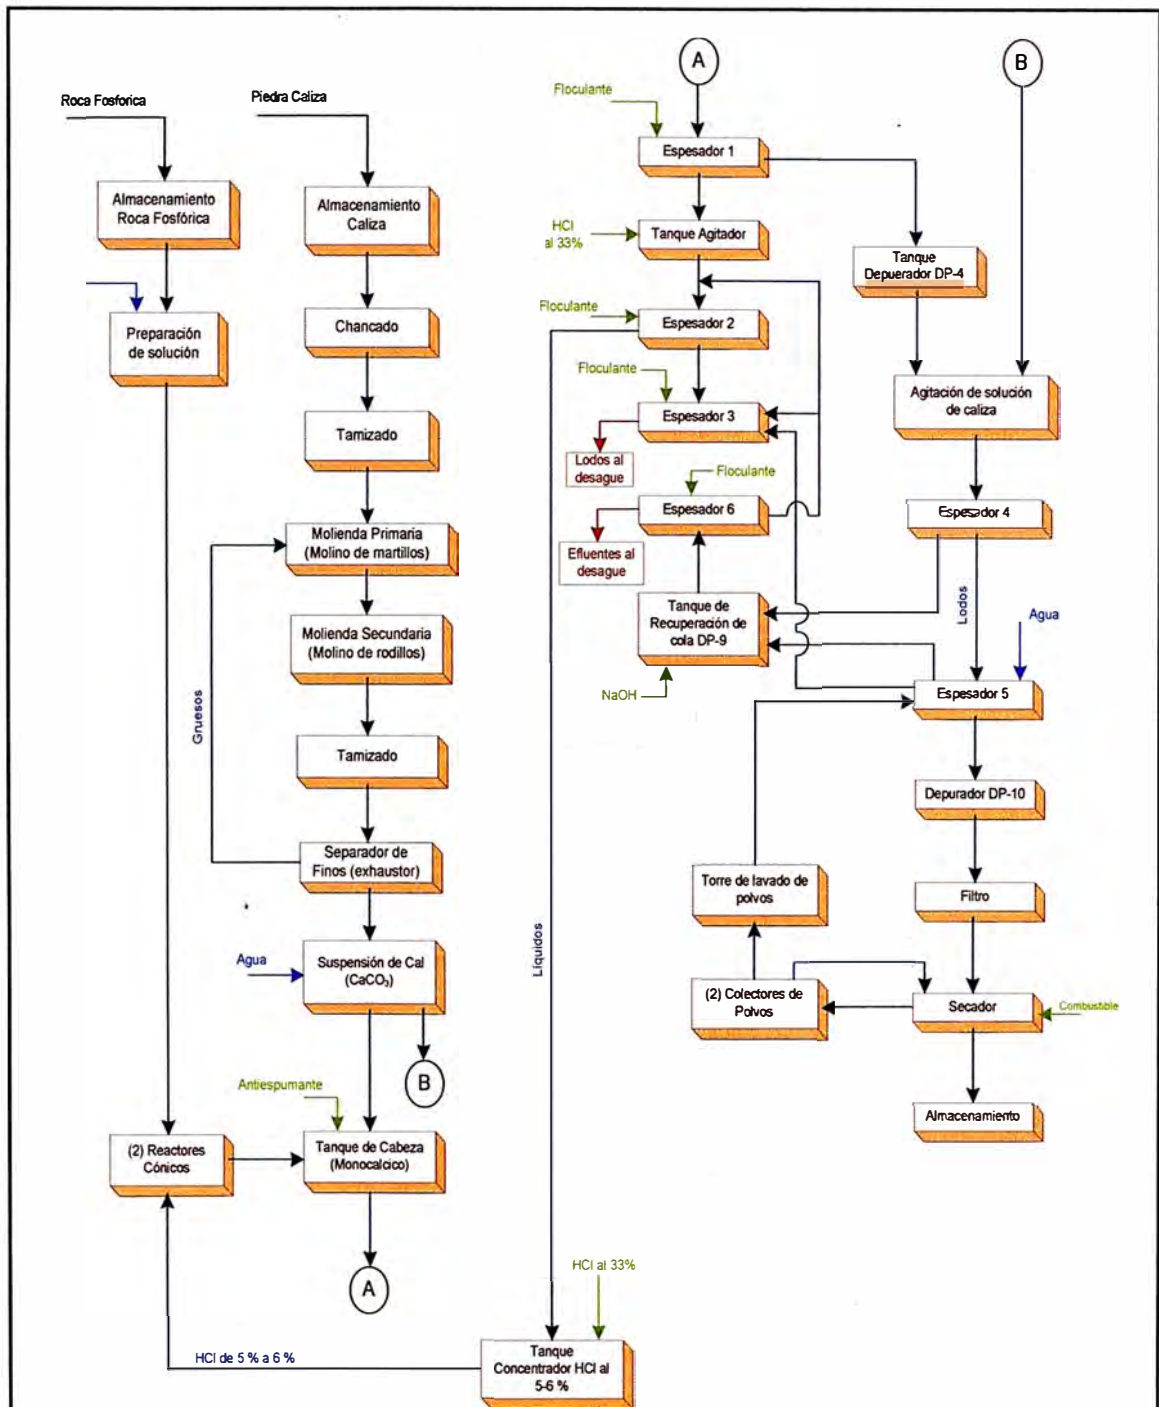 Roca Fosforica
Piedra Caliza
Almacenamiento
Roca Fosfórica
Almacenamiento
Caliza
Preparación
de solución
Chancado
Tamizado
Molienda Primaria
(Molino de martillos)
Molienda Secundaria
(Molino de rodillos)
Gruesos
Tamizado
Separador de
Finos (exhaustor)
Agua
Suspensión de Cal
(CaCO₃)
B
Antiespumante
(2) Reactores
Cónicos
Tanque de Cabeza
(Monocalcico)
A
HCl de 5 % a 6 %
A
B
Floculante
Espesador 1
HCl
al 33%
Tanque Agitador
Tanque
Depuerador DP-4
Floculante
Espesador 2
Floculante
Espesador 3
Agitación de solución
de caliza
Lodos al
desague
Floculante
Espesador 6
Espesador 4
Efluentes al
desague
Tanque de
Recuperación de
cola DP-9
Lodos
Agua
NaOH
Espesador 5
Depurador DP-10
Torre de lavado de
polvos
Filtro
Líquidos
(2) Colectores de
Polvos
Secador
Combustible
Almacenamiento
HCl al 33%
Tanque
Concentrador HCl al
5-6 %